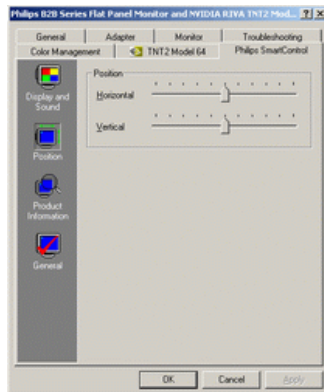 Philips B2B Series Flat Panel Monitor and NVIDIA RIVA TNT2 Mod... ? X
General Adapter Monitor Troubleshooting
Color Management TNT2 Model 64 Philips SmartControl
Display and
Sound
Position
Product
Information
General
Position
Horizontal
Vertical
OK Cancel Apply